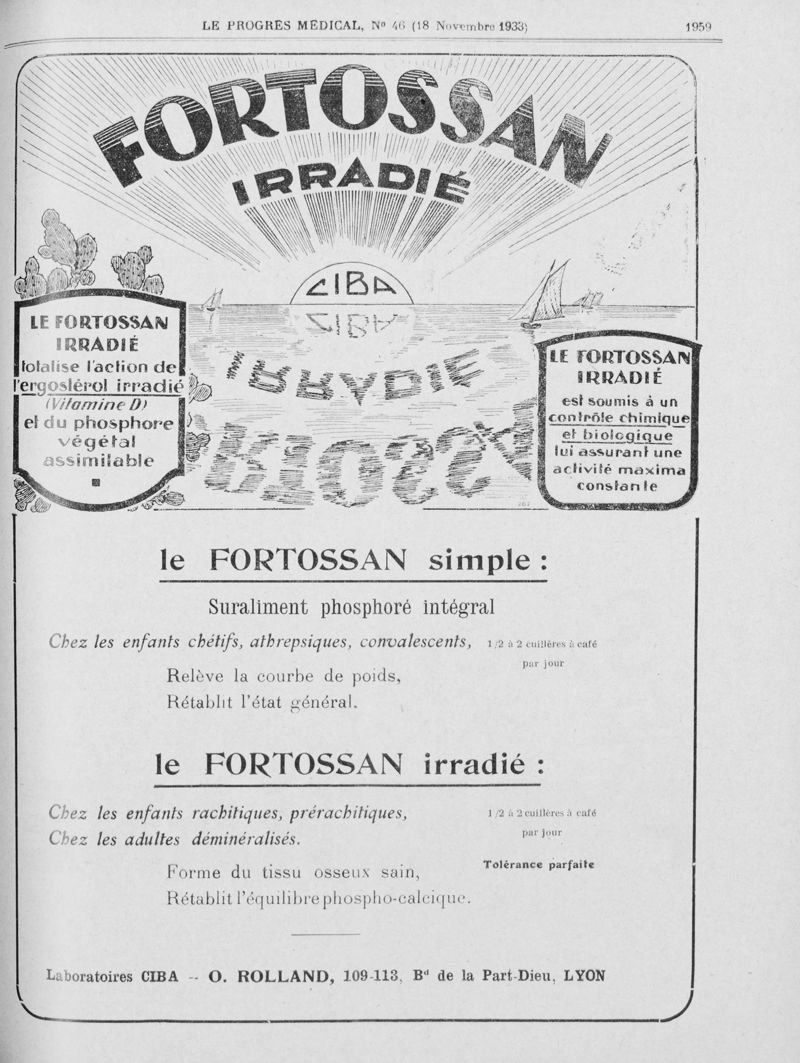 LE PROGRÈS MÉDICAL, Nº 46 (18 Novembre 1933)
1959
FORTOSSAN
IRRADIÉ
CIBA
CIBA
IRRADIÉ
LE FORTOSSAN
IRRADIÉ
totalise l'action de
l'ergostérol irradié
(Vitamine D)
et du phosphore
végétal
assimilable
LE FORTOSSAN
IRRADIÉ
est soumis à un
contrôle chimique
et biologique
lui assurant une
activité maxima
constante
le FORTOSSAN simple :
Suraliment phosphoré intégral
Chez les enfants chétifs, athrepsiques, convalescents, 1/2 à 2 cuillères à café
par jour
Relève la courbe de poids,
Rétablit l'état général.
le FORTOSSAN irradié :
Chez les enfants rachitiques, prérachitiques, 1/2 à 2 cuillères à café
Chez les adultes déminéralisés. par jour
Tolérance parfaite
Forme du tissu osseux sain,
Rétablit l'équilibre phospho-calcique.
Laboratoires CIBA -- O. ROLLAND, 109-113, Bd de la Part-Dieu, LYON